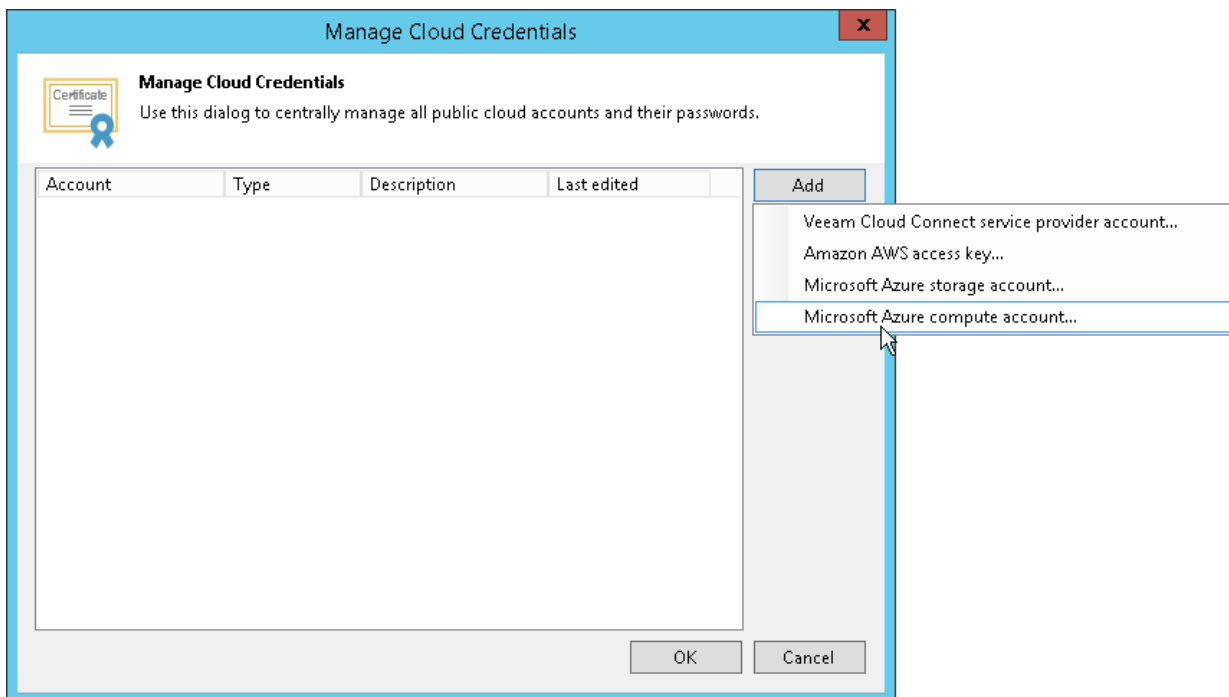 Manage Cloud Credentials
x
Certificate
Manage Cloud Credentials
Use this dialog to centrally manage all public cloud accounts and their passwords.
Account Type Description Last edited
Add
Veeam Cloud Connect service provider account...
Amazon AWS access key...
Microsoft Azure storage account...
Microsoft Azure compute account...
OK Cancel